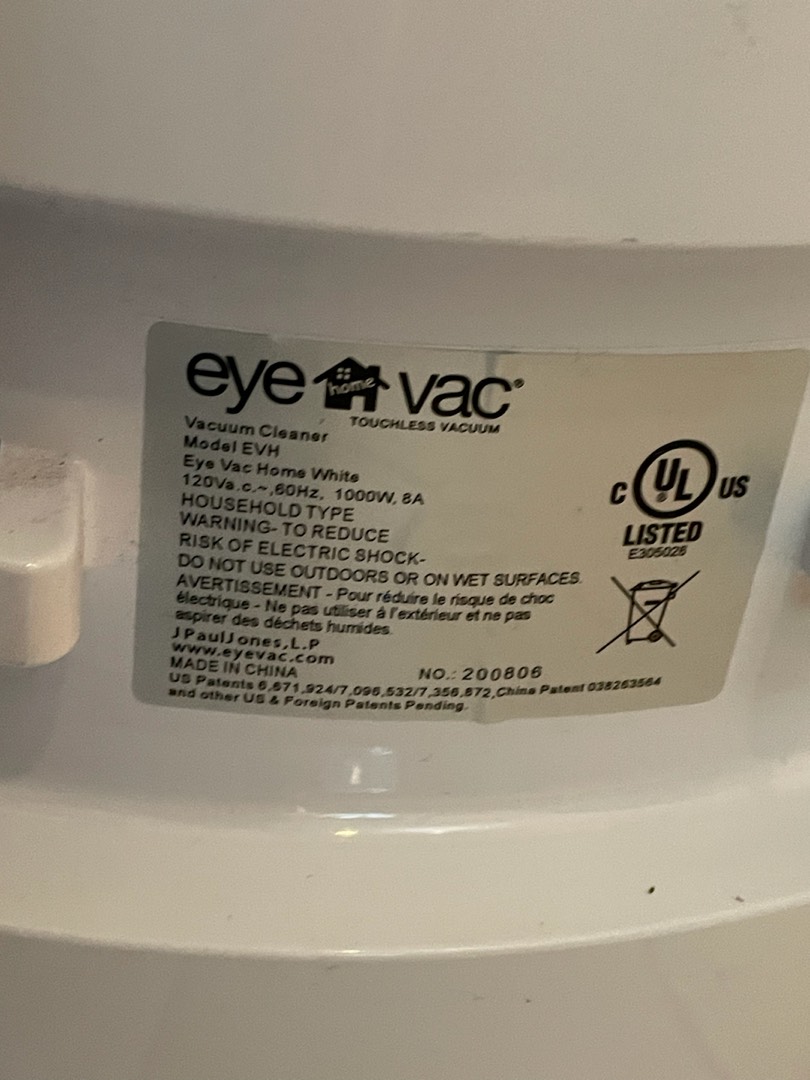 eye home vac®
TOUCHLESS VACUUM
Vacuum Cleaner
Model EVH
Eye Vac Home White
120Va.c.~,60Hz, 1000W, 8A
HOUSEHOLD TYPE
WARNING- TO REDUCE
RISK OF ELECTRIC SHOCK-
DO NOT USE OUTDOORS OR ON WET SURFACES.
AVERTISSEMENT - Pour réduire le risque de choc
électrique - Ne pas utiliser á l'extérieur et ne pas
aspirer des déchets humides.
JPaulJones,L.P
www.eyevac.com
MADE IN CHINA
NO.: 200806
US Patents 6,671,924/7,096,532/7,356,872,China Patent 038263564
and other US & Foreign Patents Pending.
C UL® US
LISTED
E305026